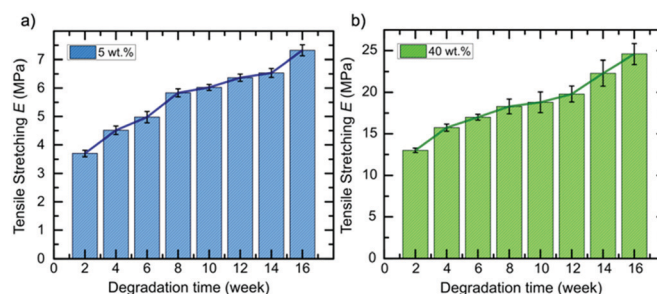 a)
5 wt.%
Tensile Stretching E (MPa)
8
7
6
5
4
3
2
1
0
0 2 4 6 8 10 12 14 16
Degradation time (week)
b)
40 wt.%
Tensile Stretching E (MPa)
25
20
15
10
5
0
0 2 4 6 8 10 12 14 16
Degradation time (week)